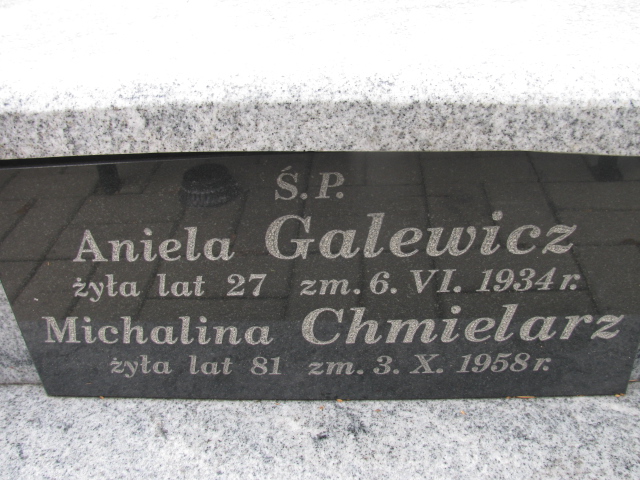 Ś.P.
Aniela Galewicz
żyła lat 27 zm. 6. VI. 1934 r.
Michalina Chmielarz
żyła lat 81 zm. 3. X. 1958 r.